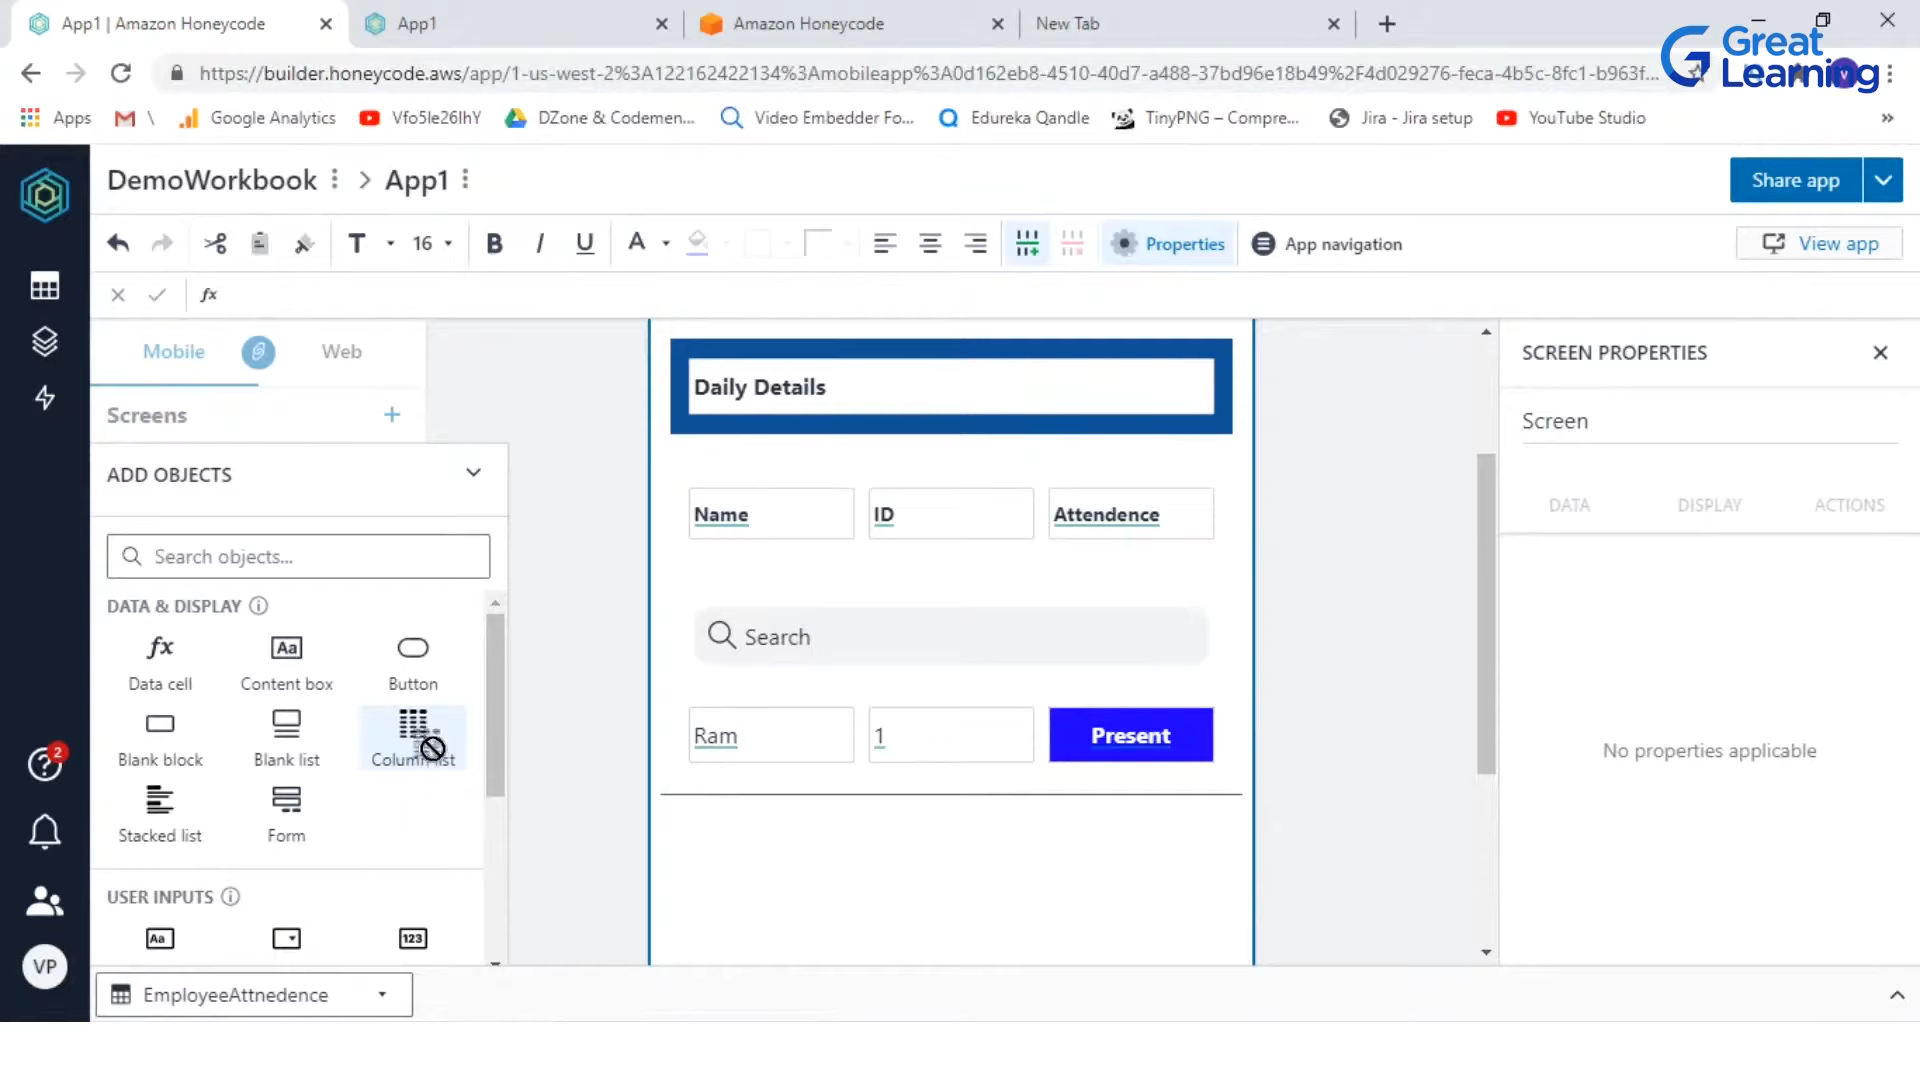 App1 | Amazon Honeycode
App1
Amazon Honeycode
New Tab
Great Learning
https://builder.honeycode.aws/app/1-us-west-2%3A122162422134%3Amobileapp%3A0d162eb8-4510-40d7-a488-37bd96e18b49%2F4d029276-feca-4b5c-8fc1-b963f...
Apps
\
Google Analytics
Vfo5Ie26IhY
DZone & Codemen...
Video Embedder Fo...
Edureka Qandle
TinyPNG – Compre...
Jira - Jira setup
YouTube Studio
»
DemoWorkbook > App1
Share app
T 16 B I U A
Properties
App navigation
View app
fx
Mobile Web
Screens +
ADD OBJECTS
Search objects...
DATA & DISPLAY
fx Aa
Data cell Content box Button
Blank block Blank list Column list
Stacked list Form
USER INPUTS
Aa 123
2
VP
EmployeeAttnedence
Daily Details
Name ID Attendence
Search
Ram 1 Present
SCREEN PROPERTIES
Screen
DATA DISPLAY ACTIONS
No properties applicable